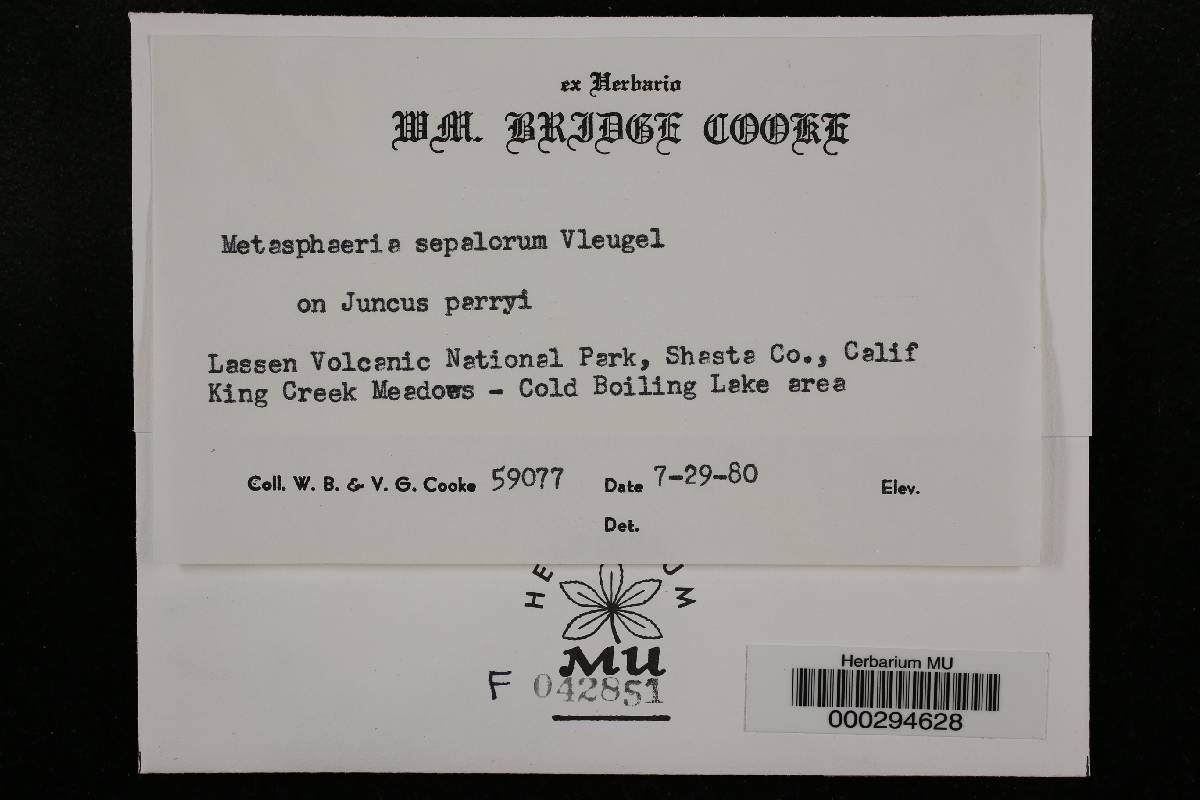 ex Herbario
WM. BRIDGE COOKE
Metasphaeria sepalorum Vleugel
on Juncus parryi
Lassen Volcanic National Park, Shasta Co., Calif
King Creek Meadows - Cold Boiling Lake area
Coll. W. B. & V. G. Cooke 59077 Date 7-29-80 Elev.
Det.
MU
F 042851
Herbarium MU
000294628